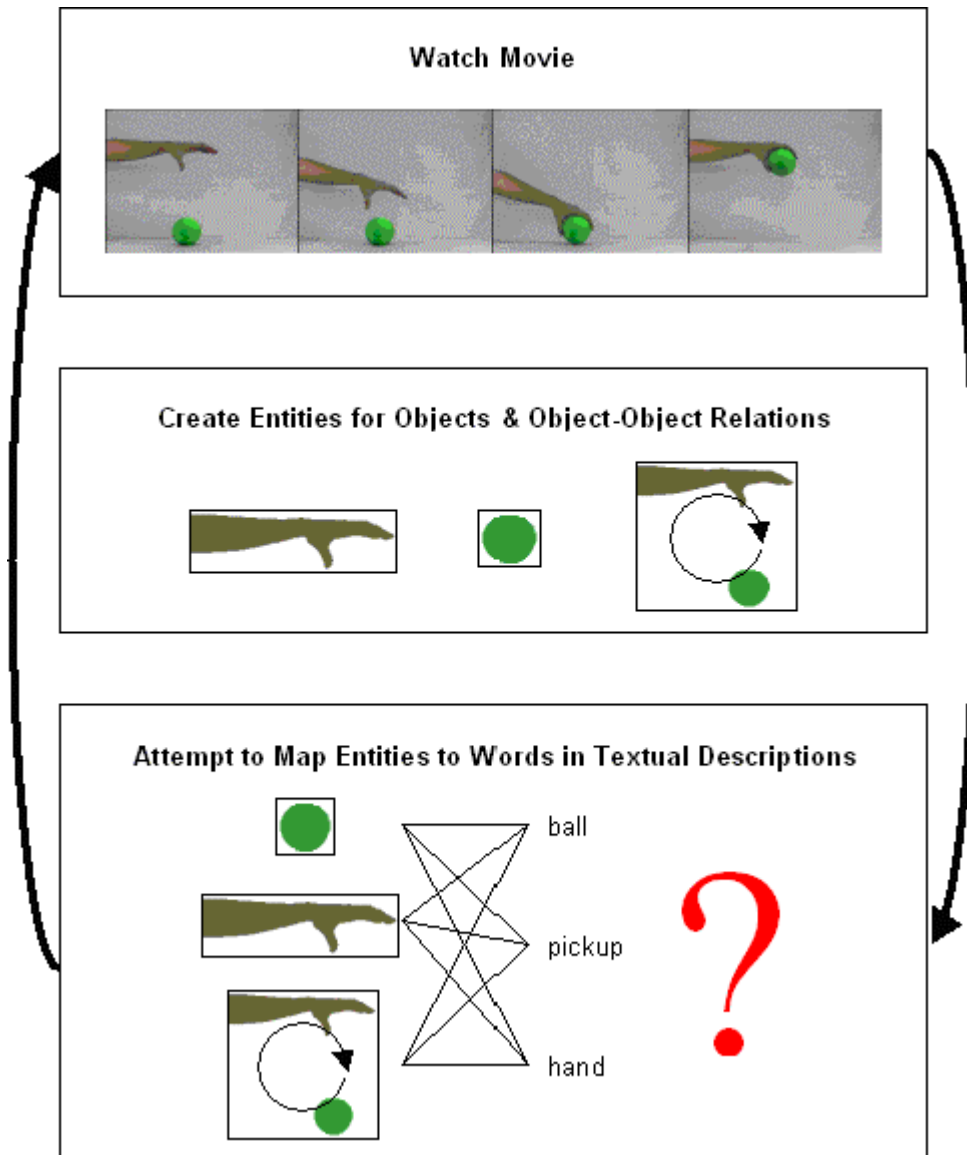 Watch Movie
Create Entities for Objects & Object-Object Relations
Attempt to Map Entities to Words in Textual Descriptions
ball
pickup
hand
?